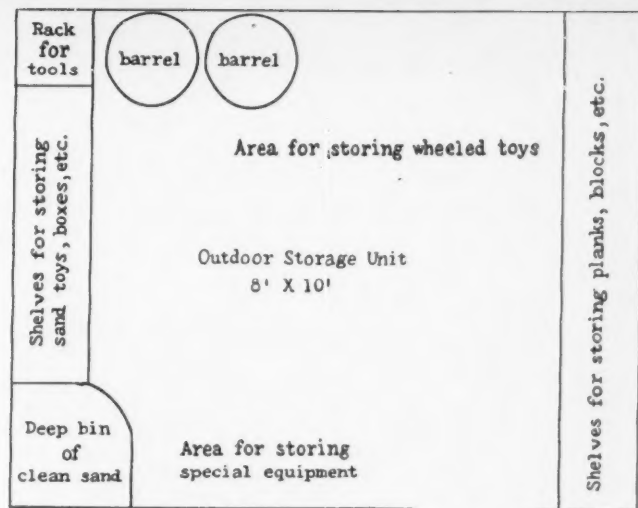 Rack
for
tools
barrel
barrel
Area for storing wheeled toys
Shelves for storing
sand toys, boxes, etc.
Outdoor Storage Unit
8' X 10'
Shelves for storing planks, blocks, etc.
Deep bin
of
clean sand
Area for storing
special equipment